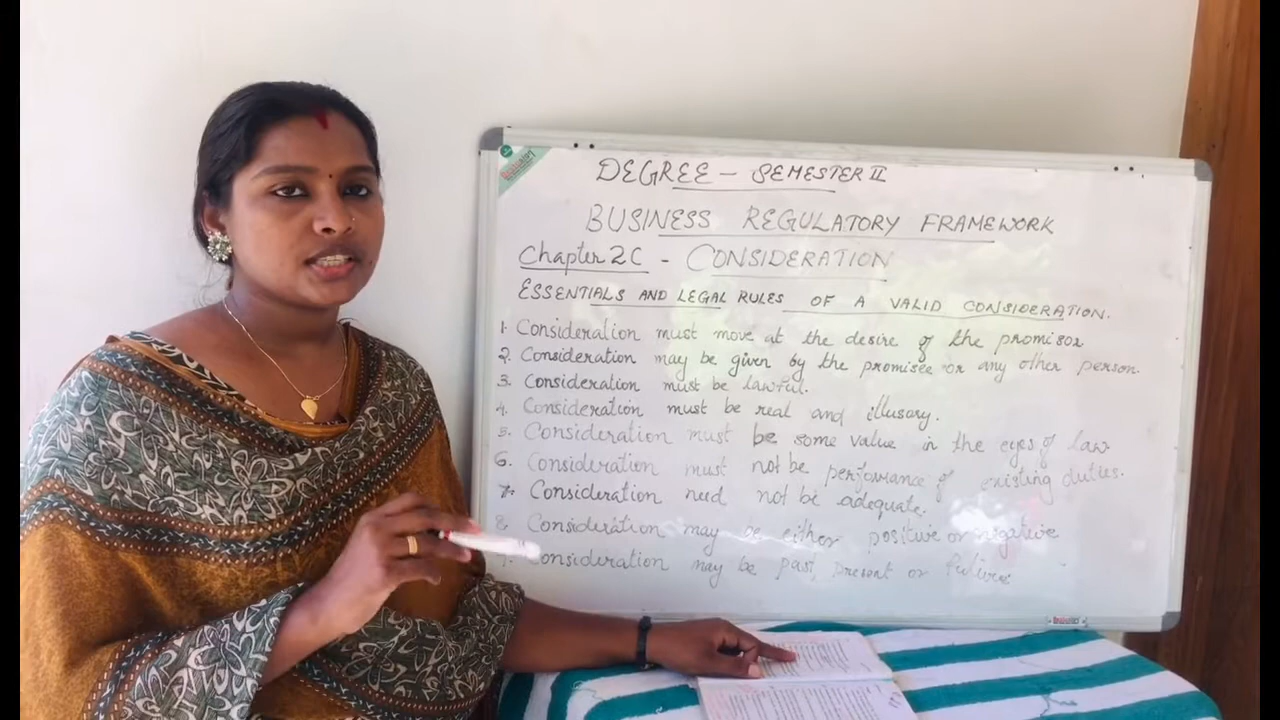 DEGREE - SEMESTER II
BUSINESS REGULATORY FRAMEWORK
Chapter 2C - CONSIDERATION
ESSENTIALS AND LEGAL RULES OF A VALID CONSIDERATION.
1. Consideration must move at the desire of the promisor
2. Consideration may be given by the promisee or any other person.
3. Consideration must be lawful.
4. Consideration must be real and illusory.
5. Consideration must be some value in the eyes of law
6. Consideration must not be performance of existing duties.
7. Consideration need not be adequate.
8. Consideration may be either positive or negative
9. Consideration may be past, present or future.